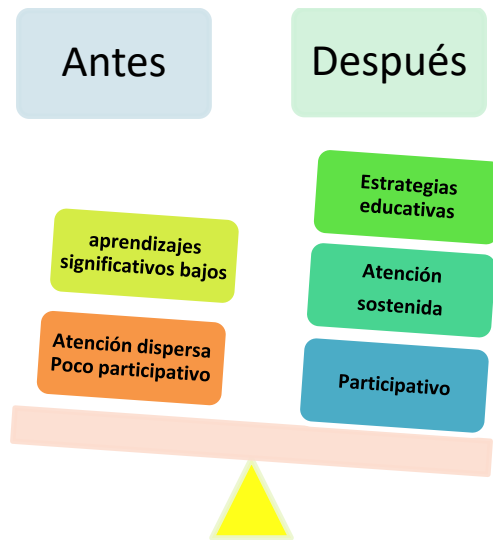 Antes
Después
aprendizajes
significativos bajos
Atención dispersa
Poco participativo
Estrategias
educativas
Atención
sostenida
Participativo